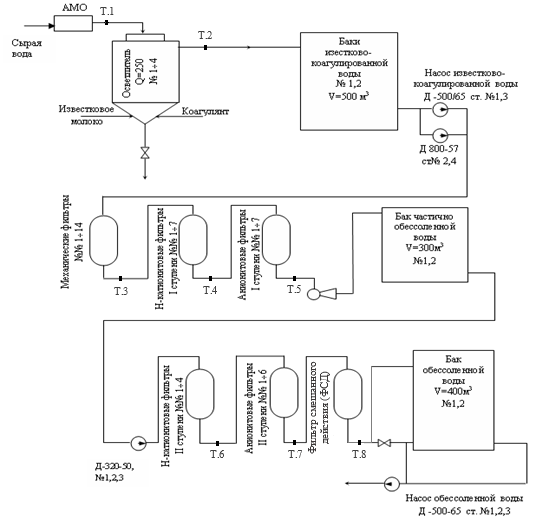 АМО
Т.1
Сырая
вода
Осветлитель
Q=250
№ 1÷4
Известковое
молоко
Коагулянт
Т.2
Баки
изестково-
коагулированной
воды
№ 1,2
V=500 м³
Насос известково-
коагулированной воды
Д -500/65 ст. №1,3
Д 800-57
ст№ 2,4
Механические фильтры
№№ 1÷14
Т.3
Н-катионитовые фильтры
I ступени №№ 1÷7
Т.4
Анионитовые фильтры
I ступени №№ 1÷7
Т.5
Бак частично
обессоленной
воды
V=300м³
№1,2
Д-320-50,
№1,2,3
Н-катионитовые фильтры
II ступени №№ 1÷4
Т.6
Анионитовые фильтры
II ступени №№ 1÷6
Т.7
Фильтр смешанного
действия (ФСД)
Т.8
Бак
обессоленной
воды
V=400м³
№1,2
Насос обессоленной воды
Д -500-65 ст. №1,2,3